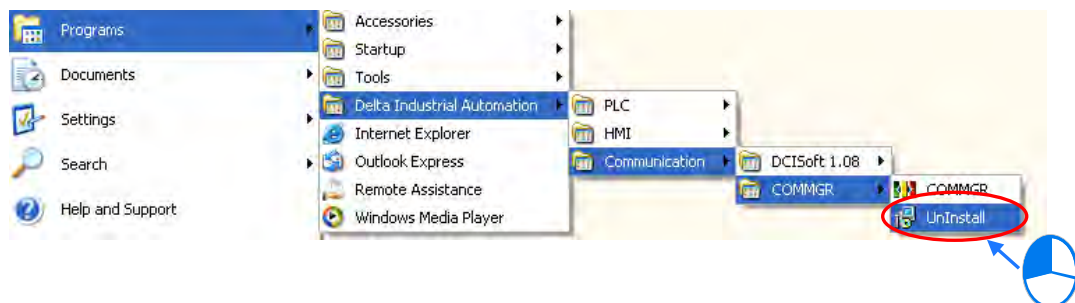 Programs
Documents
Settings
Search
Help and Support
Accessories
Startup
Tools
Delta Industrial Automation
Internet Explorer
Outlook Express
Remote Assistance
Windows Media Player
PLC
HMI
Communication
DCISoft 1.08
COMMGR
COMMGR
UnInstall